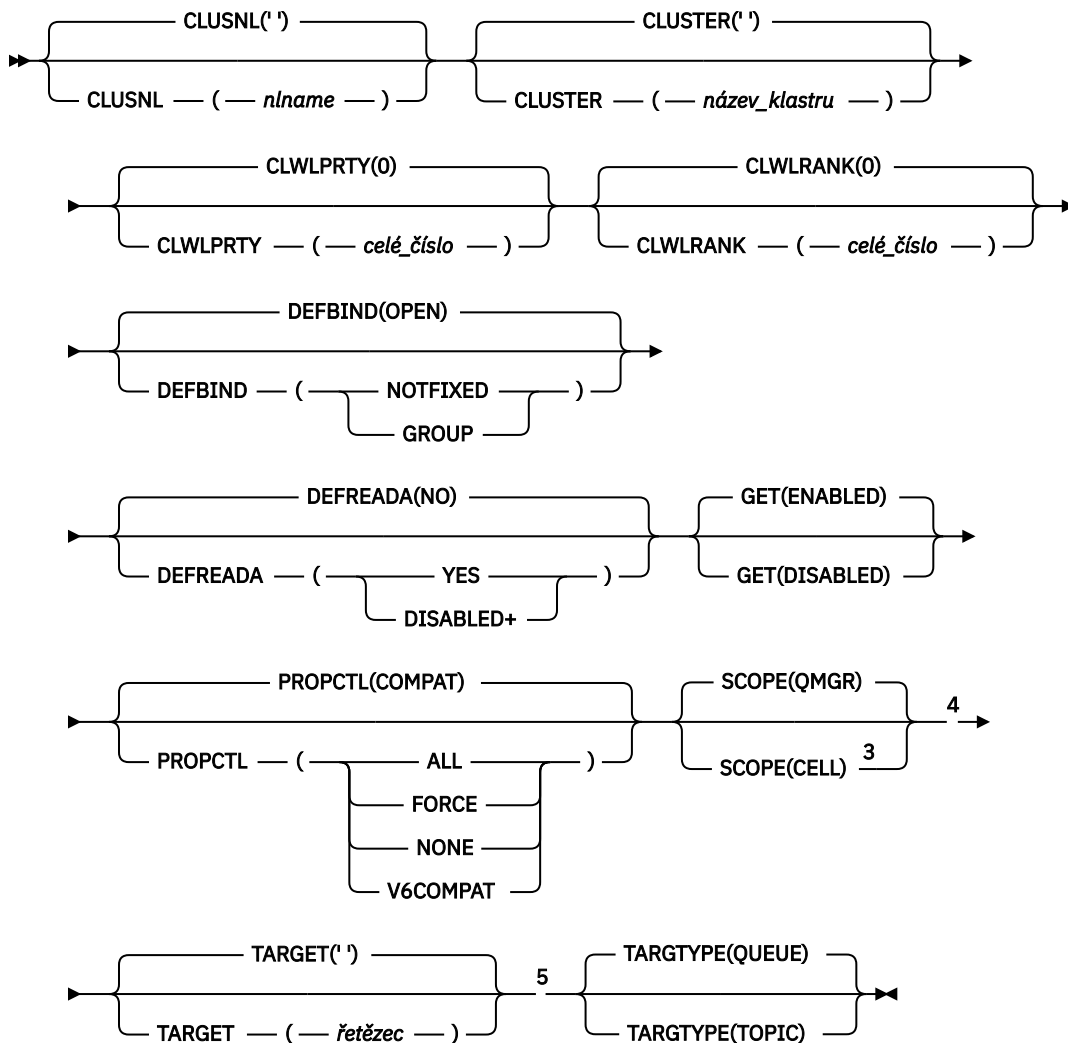 CLUSNL(' ') CLUSTER(' ')
CLUSNL ( nlname ) CLUSTER ( název_klastru )
CLWLPRTY(0) CLWLRANK(0)
CLWLPRTY ( celé_číslo ) CLWLRANK ( celé_číslo )
DEFBIND(OPEN)
DEFBIND ( NOTFIXED )
GROUP
DEFREADA(NO) GET(ENABLED)
DEFREADA ( YES ) GET(DISABLED)
DISABLED+
PROPCTL(COMPAT) SCOPE(QMGR)
4
PROPCTL ( ALL ) SCOPE(CELL) 3
FORCE
NONE
V6COMPAT
TARGET(' ') TARGTYPE(QUEUE)
5
TARGET ( řetězec ) TARGTYPE(TOPIC)